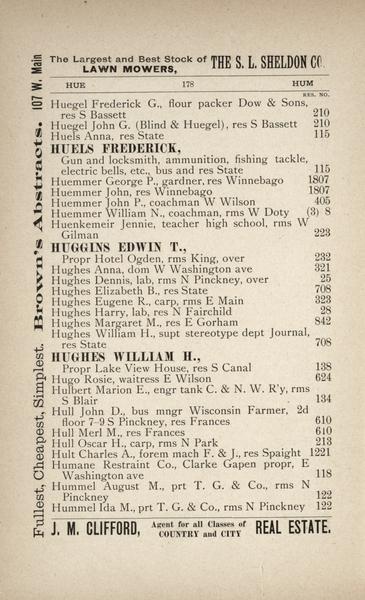 The Largest and Best Stock of
LAWN MOWERS,
THE S. L. SHELDON CO.
HUE 178 HUM
RES. NO.
Huegel Frederick G., flour packer Dow & Sons,
res S Bassett 210
Huegel John G. (Blind & Huegel), res S Bassett 210
Huels Anna, res State 115
HUELS FREDERICK,
Gun and locksmith, ammunition, fishing tackle,
electric bells, etc., bus and res State 115
Huemmer George P., gardner, res Winnebago 1807
Huemmer John, res Winnebago 1807
Huemmer John P., coachman W Wilson 405
Huemmer William N., coachman, rms W Doty (3) 8
Huenkemeir Jennie, teacher high school, rms W
Gilman 223
HUGGINS EDWIN T.,
Propr Hotel Ogden, rms King, over 232
Hughes Anna, dom W Washington ave 321
Hughes Dennis, lab, rms N Pinckney, over 25
Hughes Elizabeth B., res State 708
Hughes Eugene R., carp, rms E Main 323
Hughes Harry, lab, res N Fairchild 28
Hughes Margaret M., res E Gorham 842
Hughes William H., supt stereotype dept Journal,
res State 708
HUGHES WILLIAM H.,
Propr Lake View House, res S Canal 138
Hugo Rosie, waitress E Wilson 624
Hulbert Marion E., engr tank C. & N. W. R'y, rms
S Blair 134
Hull John D., bus mngr Wisconsin Farmer, 2d
floor 7-9 S Pinckney, res Frances 610
Hull Merl M., res Frances 610
Hull Oscar H., carp, rms N Park 213
Hult Charles A., forem mach F. & J., res Spaight 1221
Humane Restraint Co., Clarke Gapen propr, E
Washington ave 118
Hummel August M., prt T. G. & Co., rms N
Pinckney 122
Hummel Ida M., prt T. G. & Co., rms N Pinckney 122
J. M. CLIFFORD,
Agent for all Classes of
COUNTRY and CITY
REAL ESTATE.
Fullest, Cheapest, Simplest. Brown's Abstracts. 107 W. Main